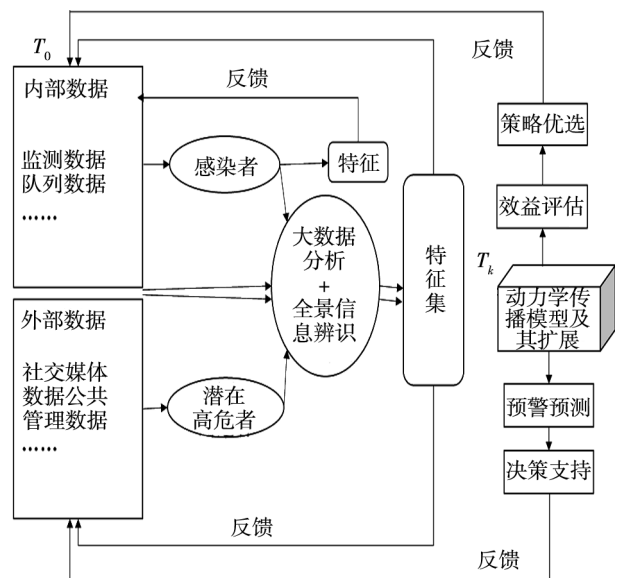 T0
内部数据
监测数据
队列数据
……
外部数据
社交媒体
数据公共
管理数据
……
反馈
感染者
特征
大数据
分析
+
全景信
息辨识
潜在
高危者
反馈
特
征
集
反馈
策略优选
效益评估
Tk
动力学传
播模型及
其扩展
预警预测
决策支持
反馈